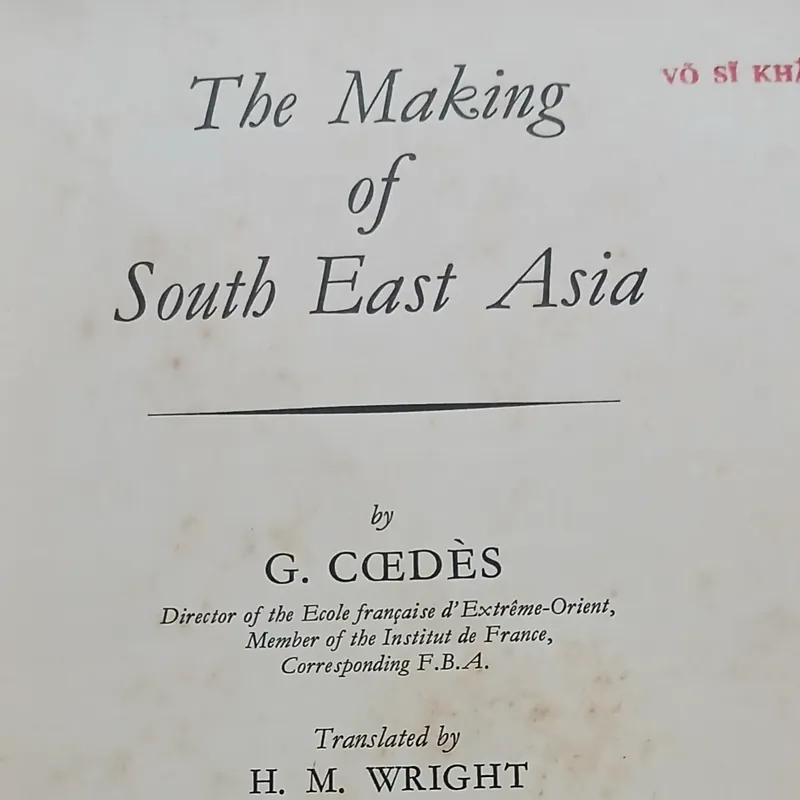 The Making
of
South East Asia
VÕ SĨ
by
G. CŒDÈS
Director of the Ecole française d'Extrême-Orient,
Member of the Institut de France,
Corresponding F.B.A.
Translated by
H. M. WRIGHT